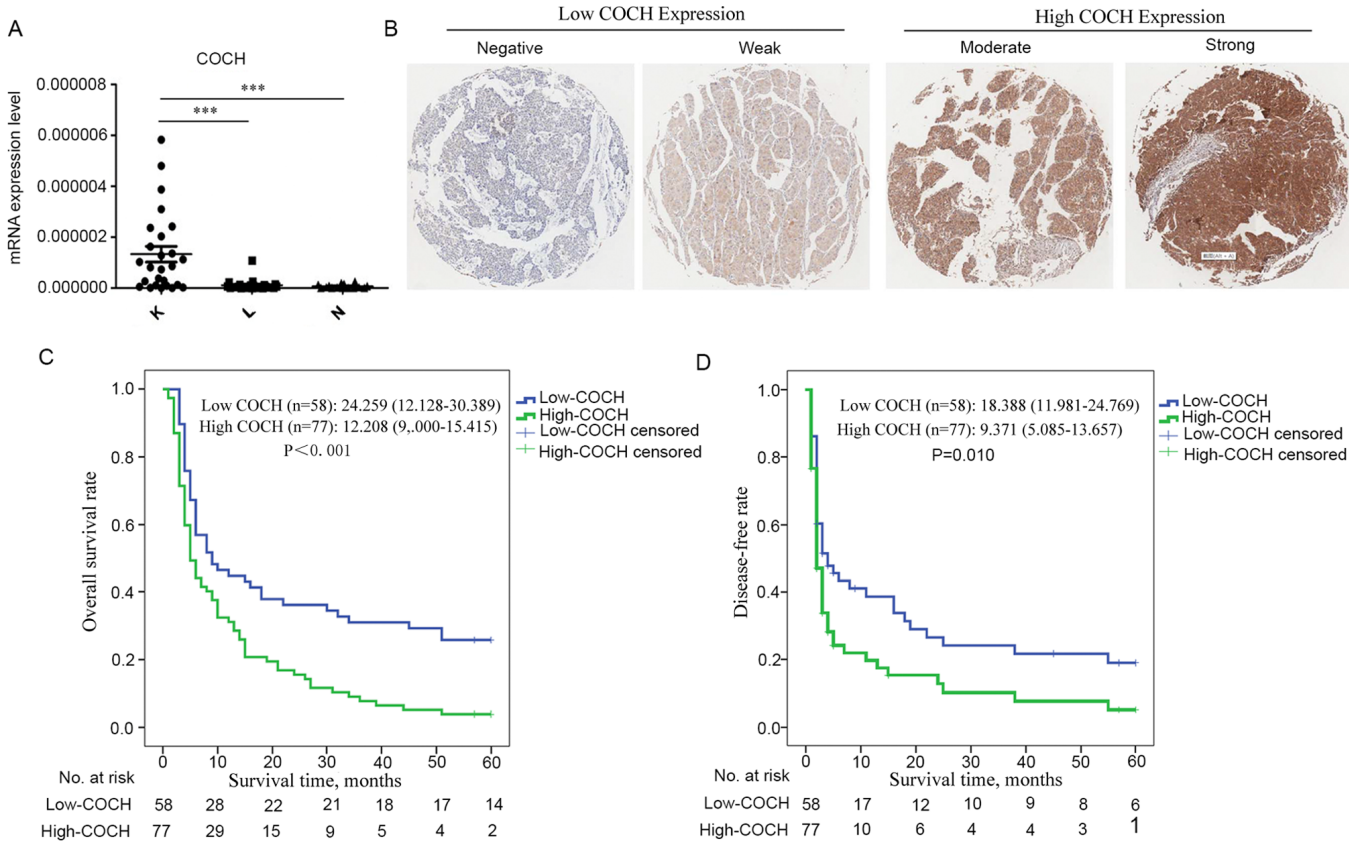 A
COCH
mRNA expression level
0.000008
0.000006
0.000004
0.000002
0.000000
***
***
K
L
N
B
Low COCH Expression
High COCH Expression
Negative
Weak
Moderate
Strong
C
Overall survival rate
1.0
0.8
0.6
0.4
0.2
0.0
Low COCH (n=58): 24.259 (12.128-30.389)
High COCH (n=77): 12.208 (9,.000-15.415)
P<0.001
Low-COCH
High-COCH
Low-COCH censored
High-COCH censored
0 10 20 30 40 50 60
Survival time, months
No. at risk
Low-COCH 58 28 22 21 18 17 14
High-COCH 77 29 15 9 5 4 2
D
Disease-free rate
1.0
0.8
0.6
0.4
0.2
0.0
Low COCH (n=58): 18.388 (11.981-24.769)
High COCH (n=77): 9.371 (5.085-13.657)
P=0.010
Low-COCH
High-COCH
Low-COCH censored
High-COCH censored
0 10 20 30 40 50 60
Survival time, months
No. at risk
Low-COCH 58 17 12 10 9 8 6
High-COCH 77 10 6 4 4 3 1